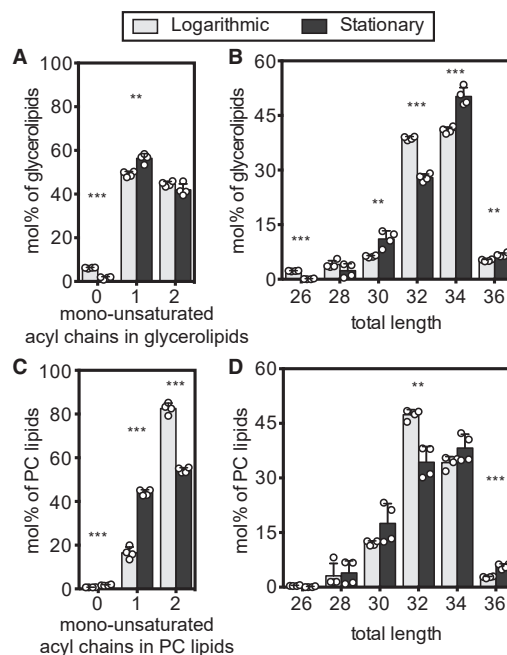 Logarithmic Stationary
A
mol% of glycerolipids
100
80
60
40
20
0
***
**
0 1 2
mono-unsaturated
acyl chains in glycerolipids
B
mol% of glycerolipids
60
45
30
15
0
***
**
***
***
**
26 28 30 32 34 36
total length
C
mol% of PC lipids
100
80
60
40
20
0
***
***
***
0 1 2
mono-unsaturated
acyl chains in PC lipids
D
mol% of PC lipids
60
45
30
15
0
**
***
26 28 30 32 34 36
total length